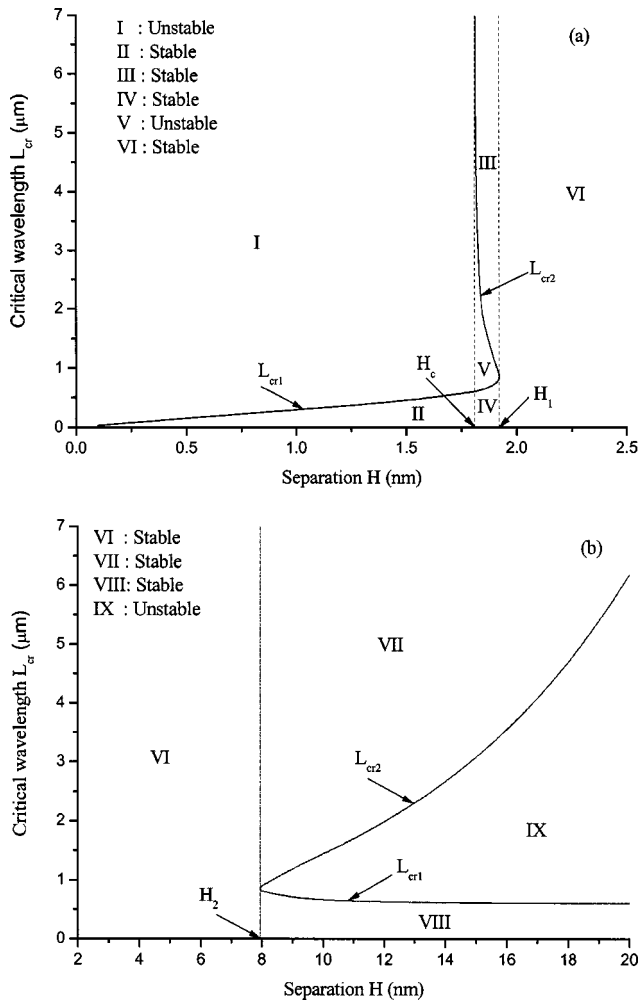 7
6
5
4
3
2
1
0
Critical wavelength L_cr (μm)
I : Unstable
II : Stable
III : Stable
IV : Stable
V : Unstable
VI : Stable
(a)
III
VI
I
L_cr2
L_cr1
H_c
V
II
IV
H_1
0.0 0.5 1.0 1.5 2.0 2.5
Separation H (nm)
7
6
5
4
3
2
1
0
Critical wavelength L_cr (μm)
VI : Stable
VII : Stable
VIII: Stable
IX : Unstable
(b)
VII
VI
L_cr2
IX
L_cr1
H_2
VIII
2 4 6 8 10 12 14 16 18 20
Separation H (nm)